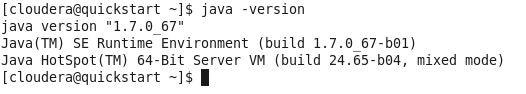 [cloudera@quickstart ~]$ java -version
java version "1.7.0_67"
Java(TM) SE Runtime Environment (build 1.7.0_67-b01)
Java HotSpot(TM) 64-Bit Server VM (build 24.65-b04, mixed mode)
[cloudera@quickstart ~]$